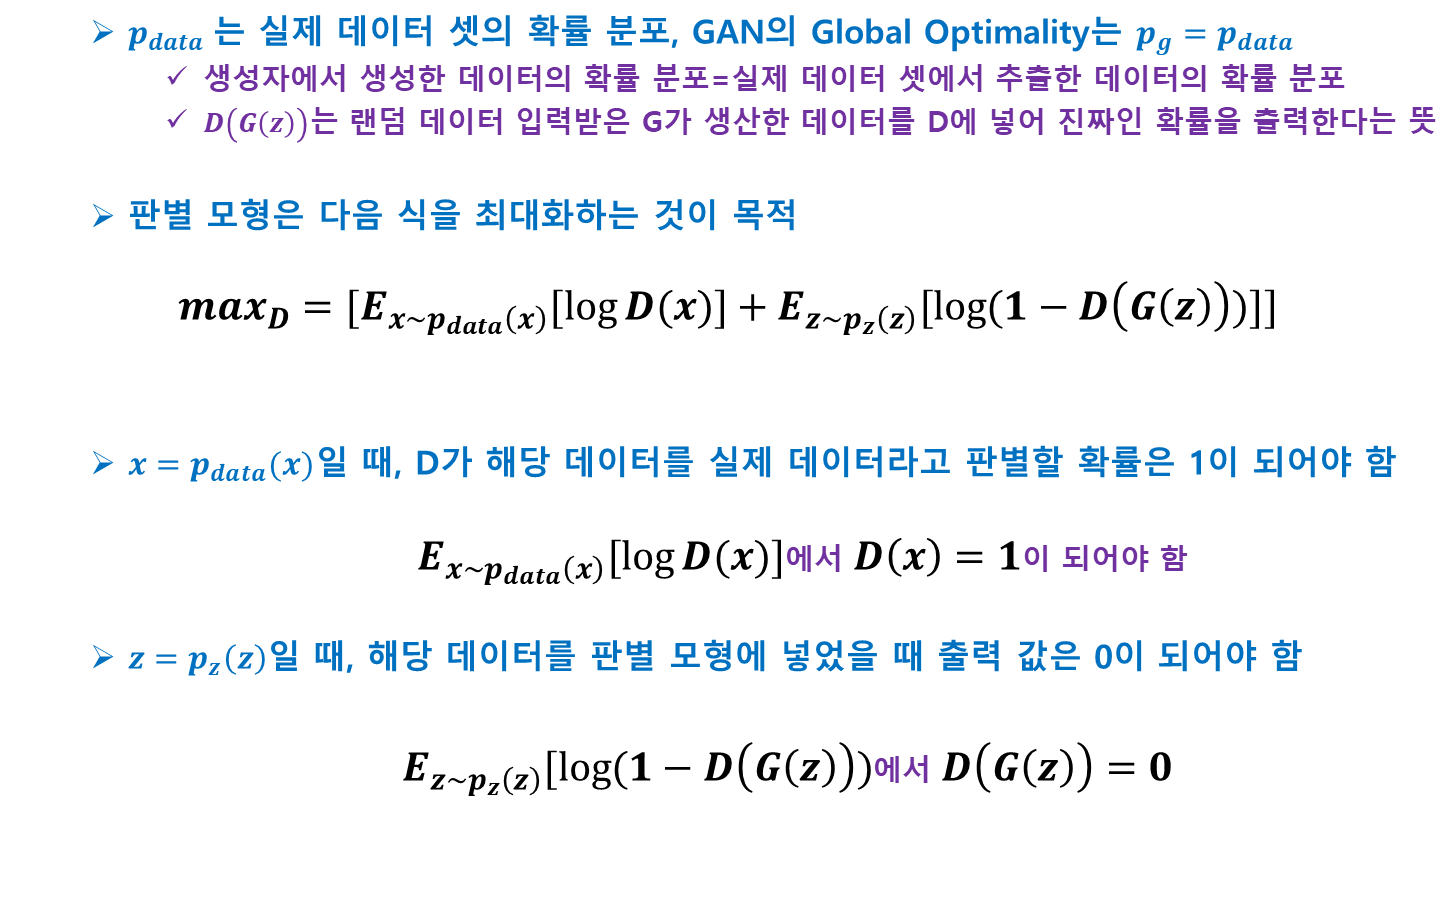 ➢ p_data 는 실제 데이터 셋의 확률 분포, GAN의 Global Optimality는 p_g = p_data
✓ 생성자에서 생성한 데이터의 확률 분포=실제 데이터 셋에서 추출한 데이터의 확률 분포
✓ D(G(z))는 랜덤 데이터 입력받은 G가 생산한 데이터를 D에 넣어 진짜인 확률을 출력한다는 뜻
➢ 판별 모형은 다음 식을 최대화하는 것이 목적
max_D = [E_x~p_data(x)[log D(x)] + E_z~p_z(z)[log(1 − D(G(z)))]]
➢ x = p_data(x)일 때, D가 해당 데이터를 실제 데이터라고 판별할 확률은 1이 되어야 함
E_x~p_data(x)[log D(x)]에서 D(x) = 1이 되어야 함
➢ z = p_z(z)일 때, 해당 데이터를 판별 모형에 넣었을 때 출력 값은 0이 되어야 함
E_z~p_z(z)[log(1 − D(G(z)))에서 D(G(z)) = 0